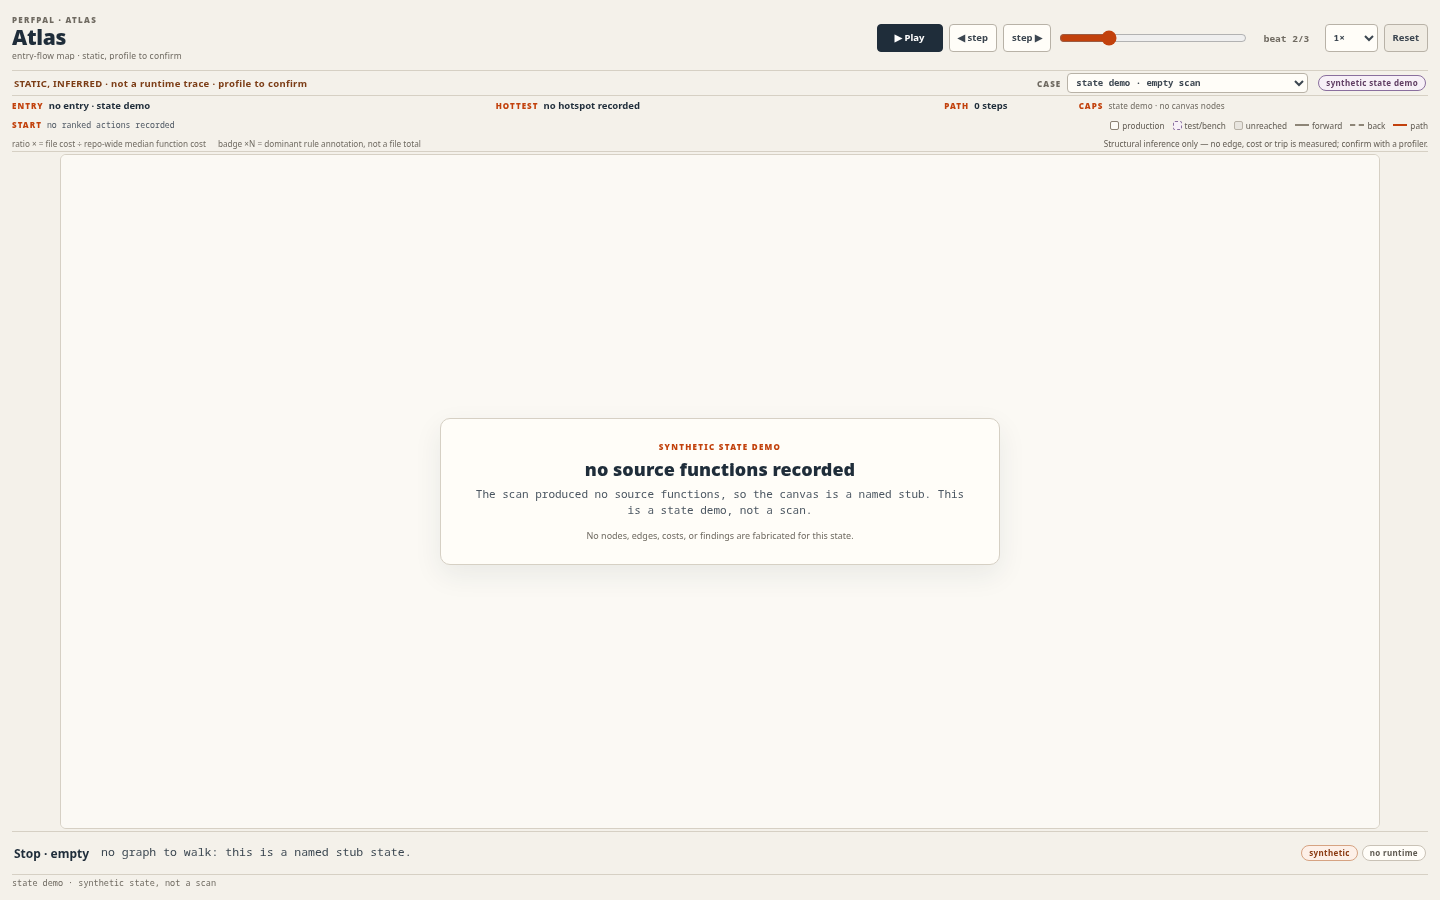 PERFPAL · ATLAS
Atlas
entry-flow map · static, profile to confirm
▶ Play
◀ step
step ▶
beat 2/3
1×
Reset
STATIC, INFERRED · not a runtime trace · profile to confirm
CASE
state demo · empty scan
synthetic state demo
ENTRY no entry · state demo
HOTTEST no hotspot recorded
PATH 0 steps
CAPS state demo · no canvas nodes
START no ranked actions recorded
production
test/bench
unreached
forward
back
path
ratio × = file cost ÷ repo-wide median function cost
badge ×N = dominant rule annotation, not a file total
Structural inference only — no edge, cost or trip is measured; confirm with a profiler.
SYNTHETIC STATE DEMO
no source functions recorded
The scan produced no source functions, so the canvas is a named stub. This
is a state demo, not a scan.
No nodes, edges, costs, or findings are fabricated for this state.
Stop · empty
no graph to walk: this is a named stub state.
synthetic
no runtime
state demo · synthetic state, not a scan